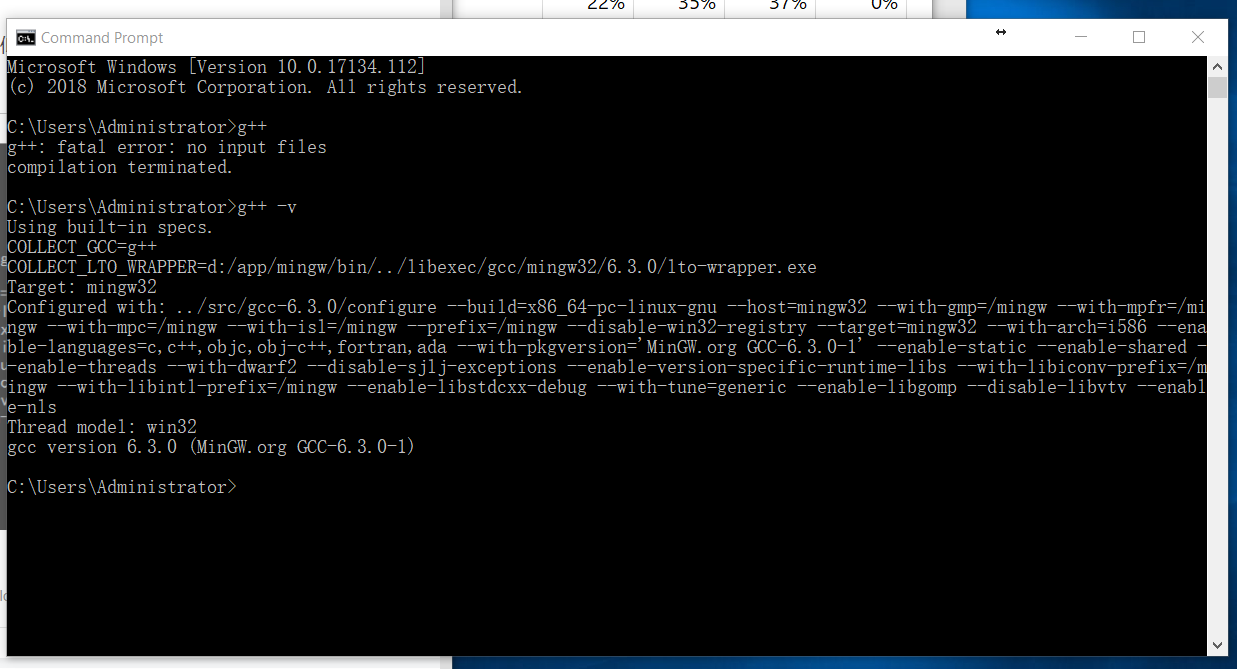 22% 35% 37% 0%
Command Prompt
Microsoft Windows [Version 10.0.17134.112]
(c) 2018 Microsoft Corporation. All rights reserved.
C:\Users\Administrator>g++
g++: fatal error: no input files
compilation terminated.
C:\Users\Administrator>g++ -v
Using built-in specs.
COLLECT_GCC=g++
COLLECT_LTO_WRAPPER=d:/app/mingw/bin/../libexec/gcc/mingw32/6.3.0/lto-wrapper.exe
Target: mingw32
Configured with: ../src/gcc-6.3.0/configure --build=x86_64-pc-linux-gnu --host=mingw32 --with-gmp=/mingw --with-mpfr=/mi
ngw --with-mpc=/mingw --with-isl=/mingw --prefix=/mingw --disable-win32-registry --target=mingw32 --with-arch=i586 --ena
ble-languages=c,c++,objc,obj-c++,fortran,ada --with-pkgversion='MinGW.org GCC-6.3.0-1' --enable-static --enable-shared -
-enable-threads --with-dwarf2 --disable-sjlj-exceptions --enable-version-specific-runtime-libs --with-libiconv-prefix=/m
ingw --with-libintl-prefix=/mingw --enable-libstdcxx-debug --with-tune=generic --enable-libgomp --disable-libvtv --enabl
e-nls
Thread model: win32
gcc version 6.3.0 (MinGW.org GCC-6.3.0-1)
C:\Users\Administrator>